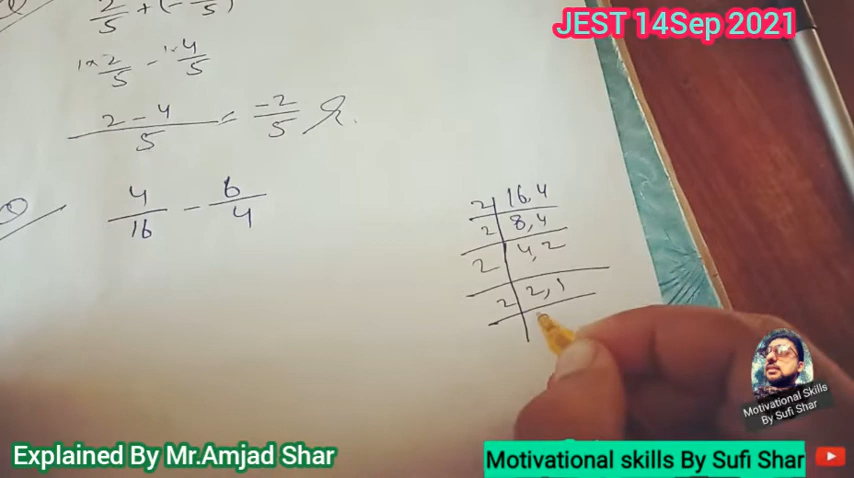 JEST 14Sep 2021
2/5 + (-
1×2/5 - 1×4/5
2 - 4/5 = -2/5
4/16 - 6/4
2 | 16, 4
2 | 8, 4
2 | 4, 2
2 | 2, 1
Motivational Skills
By Sufi Shar
Explained By Mr.Amjad Shar
Motivational skills By Sufi Shar